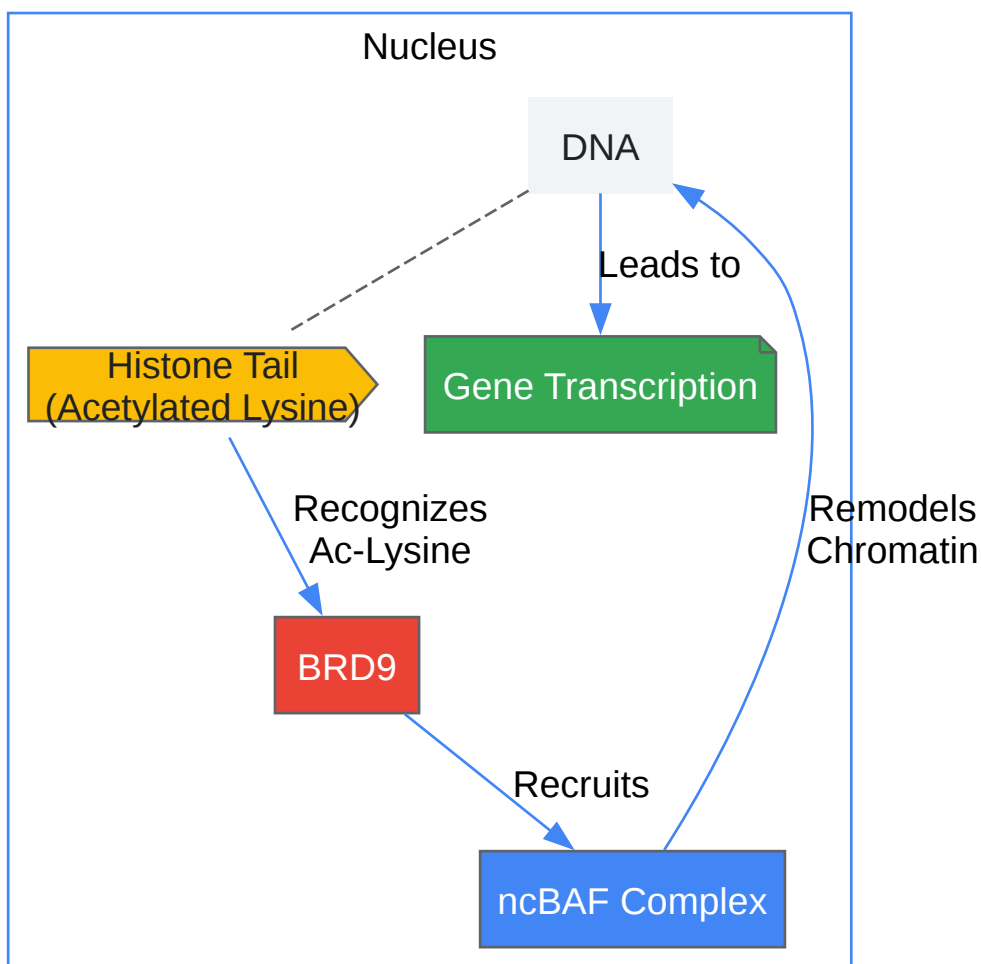 Nucleus
DNA
Leads to
Histone Tail
(Acetylated Lysine)
Gene Transcription
Recognizes
Ac-Lysine
Remodels
Chromatin
BRD9
Recruits
ncBAF Complex